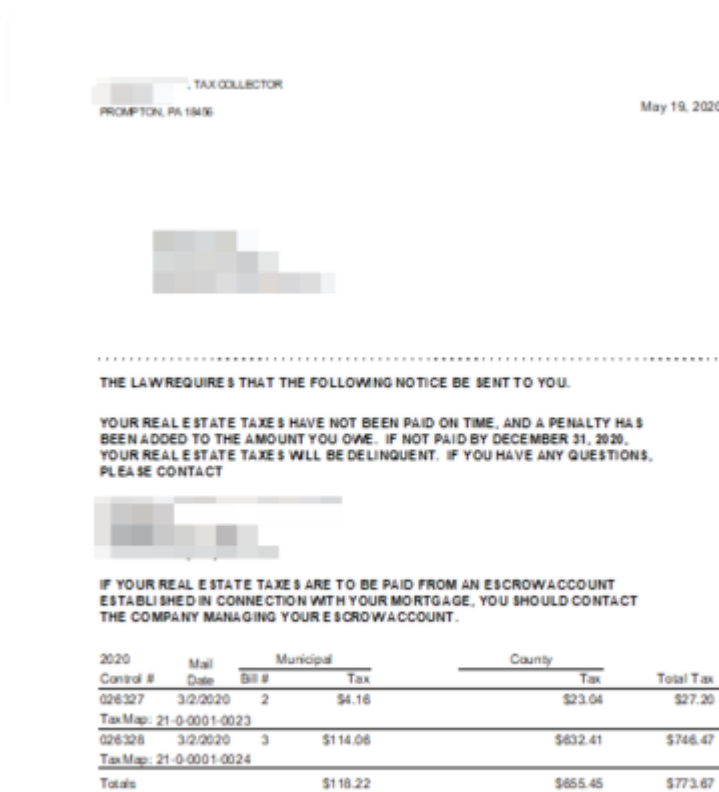 , TAX COLLECTOR
PROMPTON, PA 18456
May 19, 2020
THE LAW REQUIRES THAT THE FOLLOWING NOTICE BE SENT TO YOU.
YOUR REAL ESTATE TAXES HAVE NOT BEEN PAID ON TIME, AND A PENALTY HAS
BEEN ADDED TO THE AMOUNT YOU OWE. IF NOT PAID BY DECEMBER 31, 2020,
YOUR REAL ESTATE TAXES WILL BE DELINQUENT. IF YOU HAVE ANY QUESTIONS,
PLEASE CONTACT
IF YOUR REAL ESTATE TAXES ARE TO BE PAID FROM AN ESCROW ACCOUNT
ESTABLISHED IN CONNECTION WITH YOUR MORTGAGE, YOU SHOULD CONTACT
THE COMPANY MANAGING YOUR ESCROW ACCOUNT.
2020 Mail Municipal County
Control # Date Bill # Tax Tax Total Tax
026327 3/2/2020 2 $4.16 $23.04 $27.20
Tax Map: 21-0-0001-0023
026328 3/2/2020 3 $114.06 $632.41 $746.47
Tax Map: 21-0-0001-0024
Totals $118.22 $655.45 $773.67